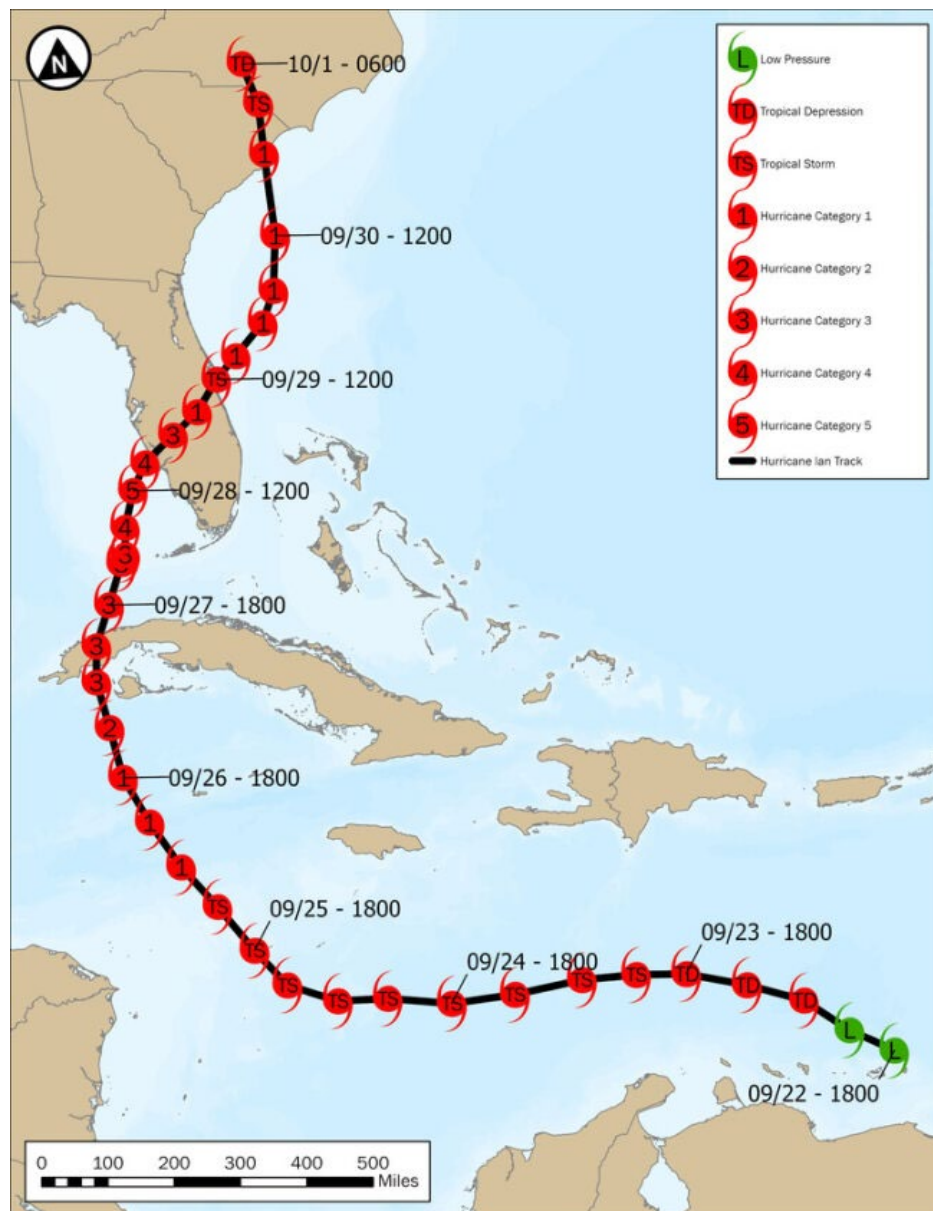 N
L Low Pressure
TD Tropical Depression
TS Tropical Storm
1 Hurricane Category 1
2 Hurricane Category 2
3 Hurricane Category 3
4 Hurricane Category 4
5 Hurricane Category 5
Hurricane Ian Track
TD 10/1 - 0600
TS
1
1 09/30 - 1200
1
1
1
TS 09/29 - 1200
1
3
4
5 09/28 - 1200
4
3
3 09/27 - 1800
3
3
2
1 09/26 - 1800
1
1
TS
09/25 - 1800
TS
TS
TS
TS
09/24 - 1800
TS
TS
TS
TS
09/23 - 1800
TD
TD
TD
L
L
09/22 - 1800
0 100 200 300 400 500
Miles